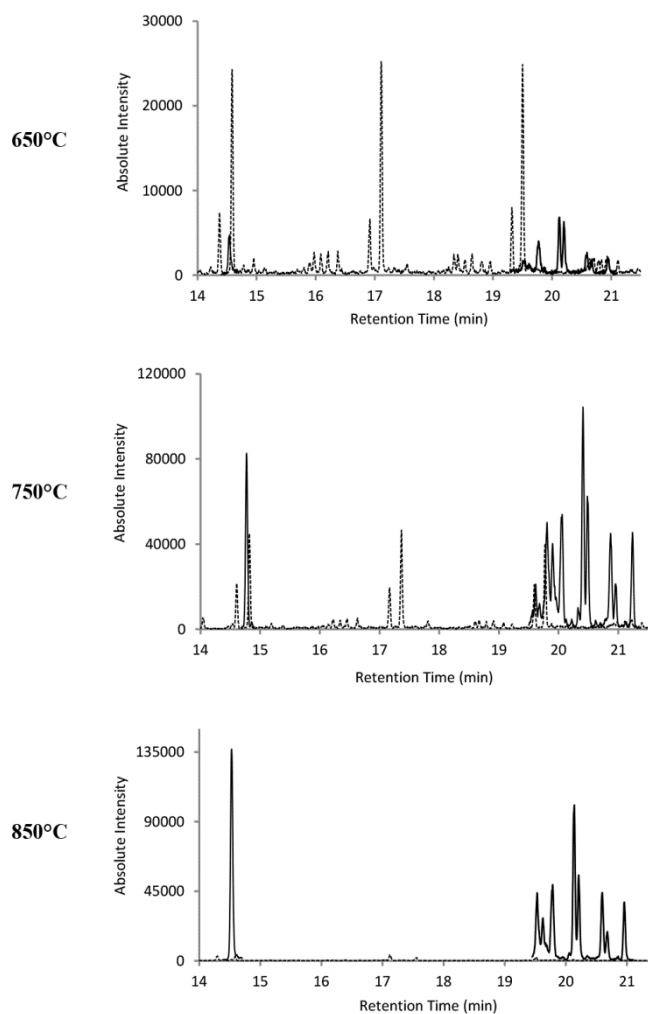 650°C
Absolute Intensity
30000
20000
10000
0
14 15 16 17 18 19 20 21
Retention Time (min)
750°C
Absolute Intensity
120000
80000
40000
0
14 15 16 17 18 19 20 21
Retention Time (min)
850°C
Absolute Intensity
135000
90000
45000
0
14 15 16 17 18 19 20 21
Retention Time (min)